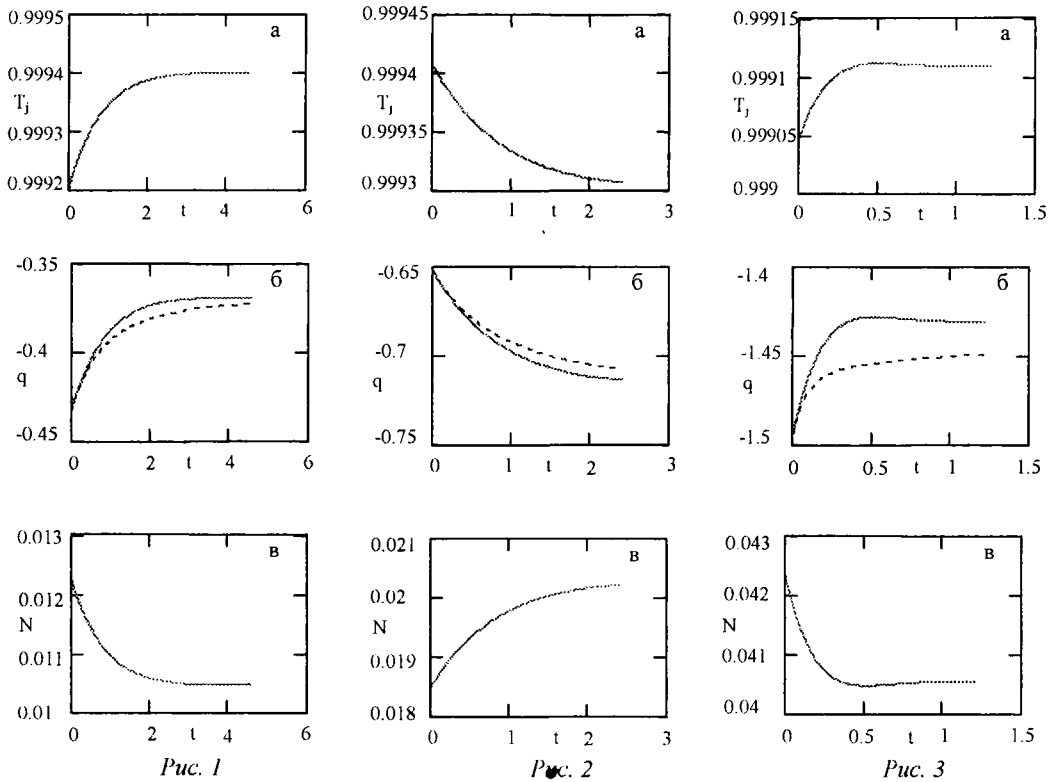 0.9995
а
0.9994
T_j
0.9993
0.9992
0 2 t 4 6
-0.35
б
-0.4
q
-0.45
0 2 t 4 6
0.013
в
0.012
N
0.011
0.01
0 2 t 4 6
Рис. 1
0.99945
а
0.9994
T_j
0.99935
0.9993
0 1 t 2 3
-0.65
б
-0.7
q
-0.75
0 1 t 2 3
0.021
в
0.02
N
0.019
0.018
0 1 t 2 3
Рис. 2
0.99915
а
0.99911
T_j
0.99905
0.999
0 0.5 t 1 1.5
-1.4
б
-1.45
q
-1.5
0 0.5 t 1 1.5
0.043
в
0.042
N
0.041
0.04
0 0.5 t 1 1.5
Рис. 3